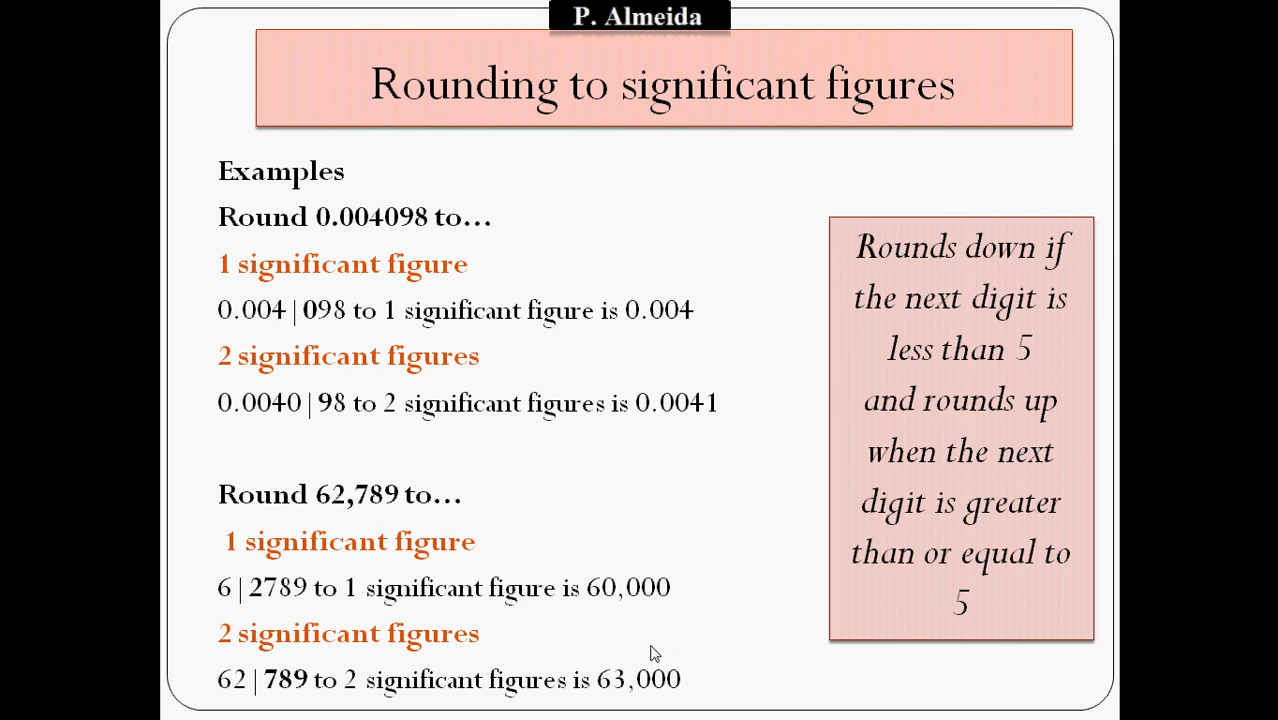 P. Almeida
Rounding to significant figures
Examples
Round 0.004098 to…
1 significant figure
0.004|098 to 1 significant figure is 0.004
2 significant figures
0.0040|98 to 2 significant figures is 0.0041
Round 62,789 to…
1 significant figure
6|2789 to 1 significant figure is 60,000
2 significant figures
62|789 to 2 significant figures is 63,000
Rounds down if
the next digit is
less than 5
and rounds up
when the next
digit is greater
than or equal to
5